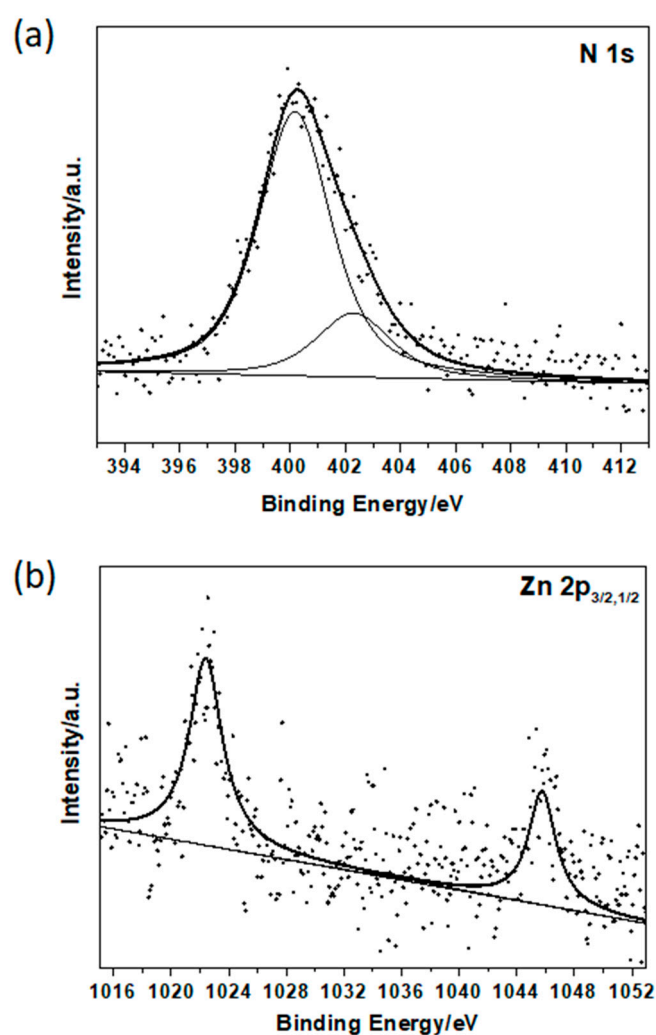 (a)
N 1s
Intensity/a.u.
394 396 398 400 402 404 406 408 410 412
Binding Energy/eV
(b)
Zn 2p3/2,1/2
Intensity/a.u.
1016 1020 1024 1028 1032 1036 1040 1044 1048 1052
Binding Energy/eV